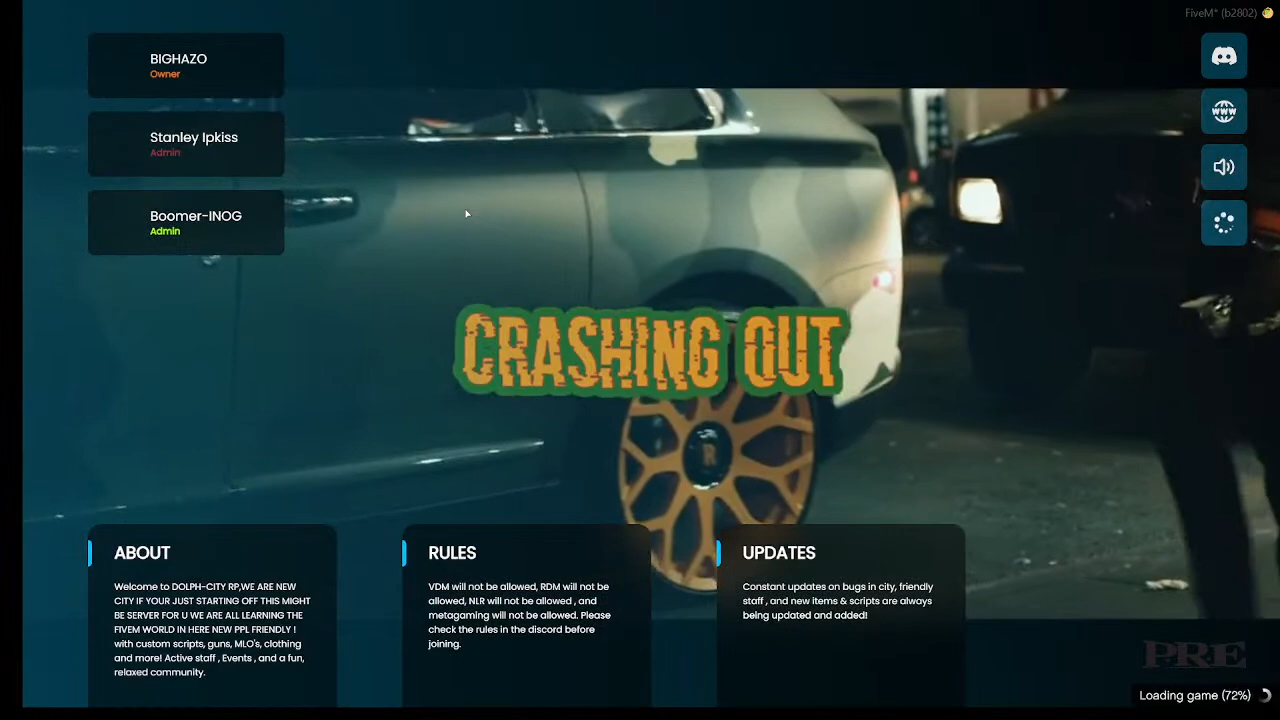 FiveM* (b2802)
BIGHAZO
Owner
Stanley Ipkiss
Admin
Boomer-INOG
Admin
WWW
CRASHING OUT
R
ABOUT
Welcome to DOLPH-CITY RP,WE ARE NEW
CITY IF YOUR JUST STARTING OFF THIS MIGHT
BE SERVER FOR U WE ARE ALL LEARNING THE
FIVEM WORLD IN HERE NEW PPL FRIENDLY !
with custom scripts, guns, MLO's, clothing
and more! Active staff , Events , and a fun,
relaxed community.
RULES
VDM will not be allowed, RDM will not be
allowed, NLR will not be allowed , and
metagaming will not be allowed. Please
check the rules in the discord before
joining.
UPDATES
Constant updates on bugs in city, friendly
staff , and new items & scripts are always
being updated and added!
PRE
Loading game (72%)